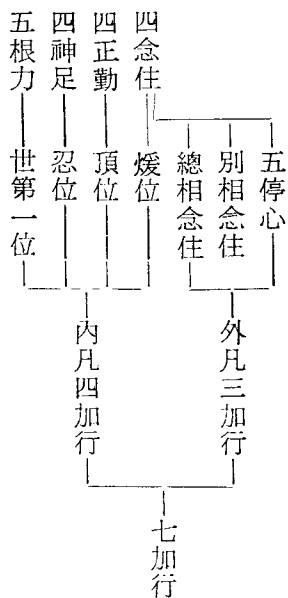 四念住
四正勤
四神足
五根力
五停心
別相念住
總相念住
煖位
頂位
忍位
世第一位
外凡三加行
內凡四加行
七加行